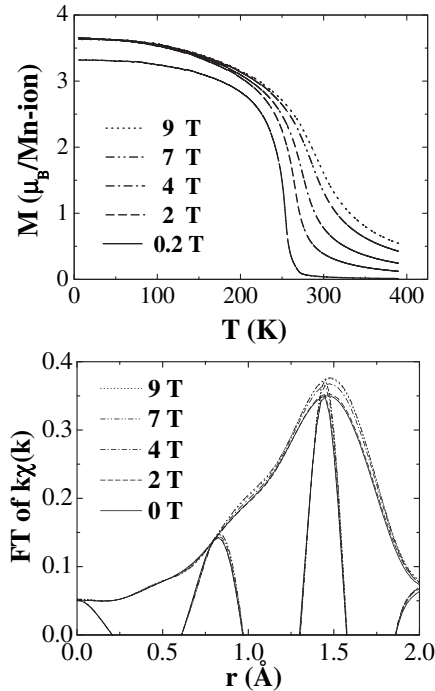 4
3
2
1
0
M (μB/Mn-ion)
9 T
7 T
4 T
2 T
0.2 T
0 100 200 300 400
T (K)
0.4
0.3
0.2
0.1
0.0
FT of kχ(k)
9 T
7 T
4 T
2 T
0 T
0.0 0.5 1.0 1.5 2.0
r (Å)